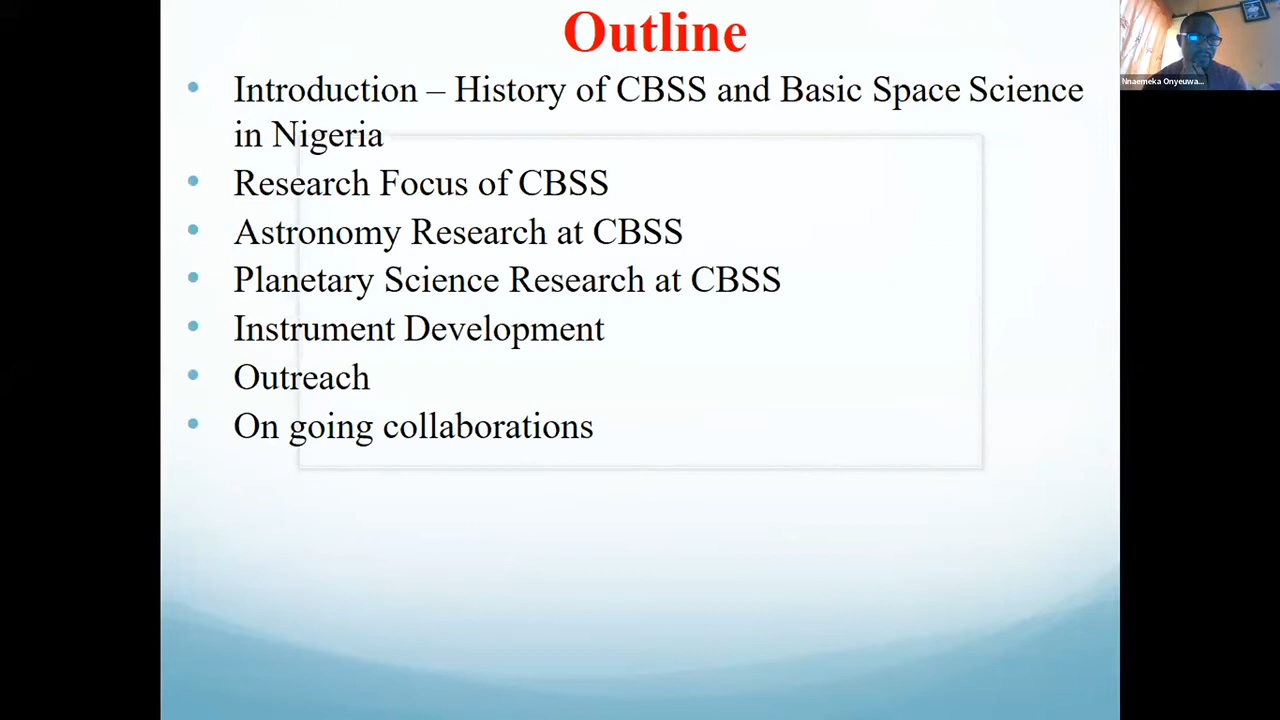 Outline
• Introduction – History of CBSS and Basic Space Science
in Nigeria
• Research Focus of CBSS
• Astronomy Research at CBSS
• Planetary Science Research at CBSS
• Instrument Development
• Outreach
• On going collaborations
Nnaemeka Onyeuwa...